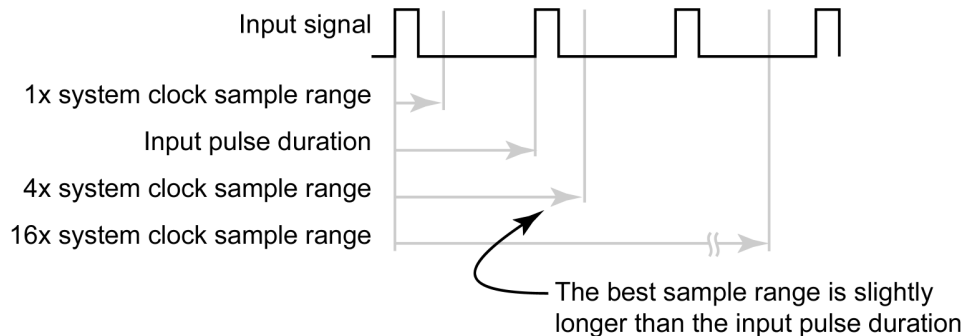 Input signal
1x system clock sample range
Input pulse duration
4x system clock sample range
16x system clock sample range
The best sample range is slightly
longer than the input pulse duration